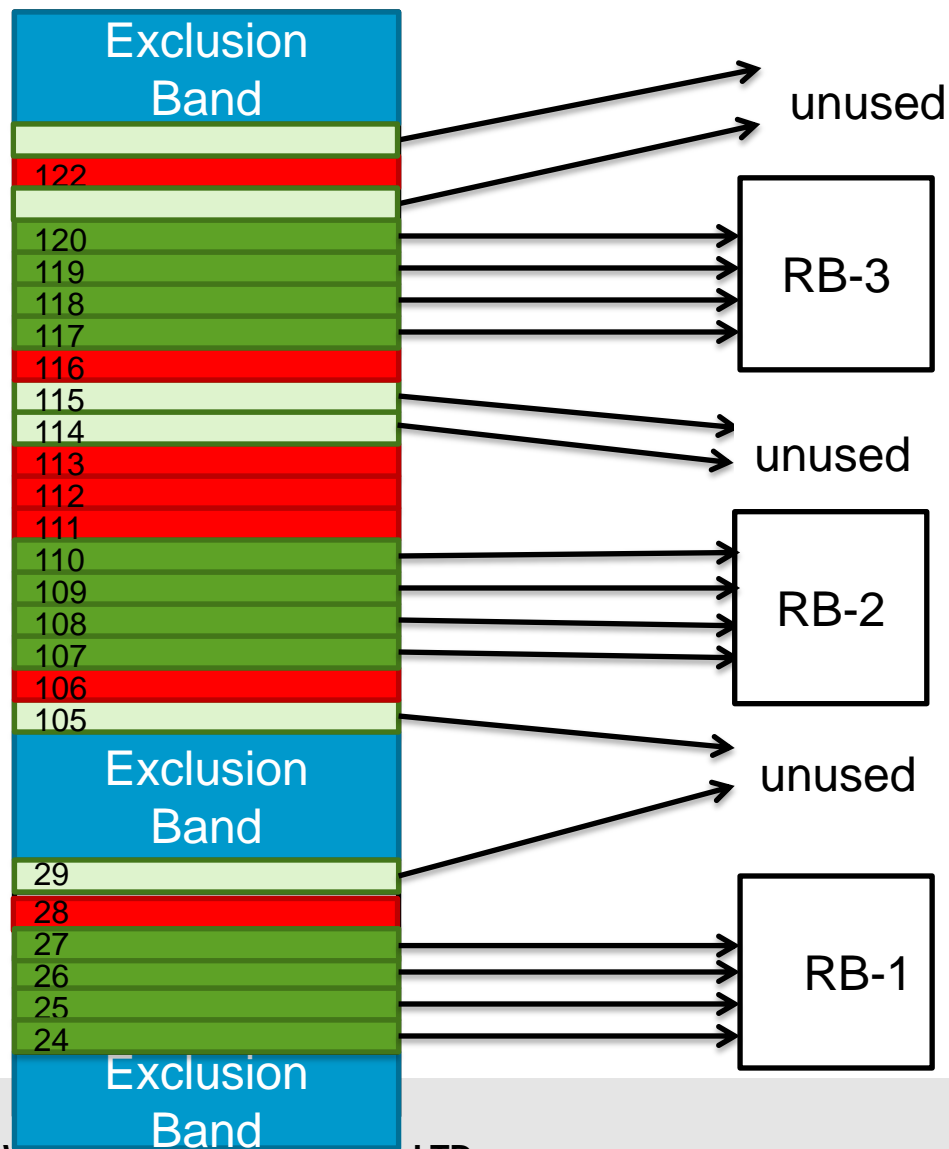 Exclusion
Band
unused
122
120
119
118
117
RB-3
116
115
114
unused
113
112
111
110
109
108
107
RB-2
106
105
Exclusion
Band
unused
29
28
27
26
25
24
RB-1
Exclusion
Band